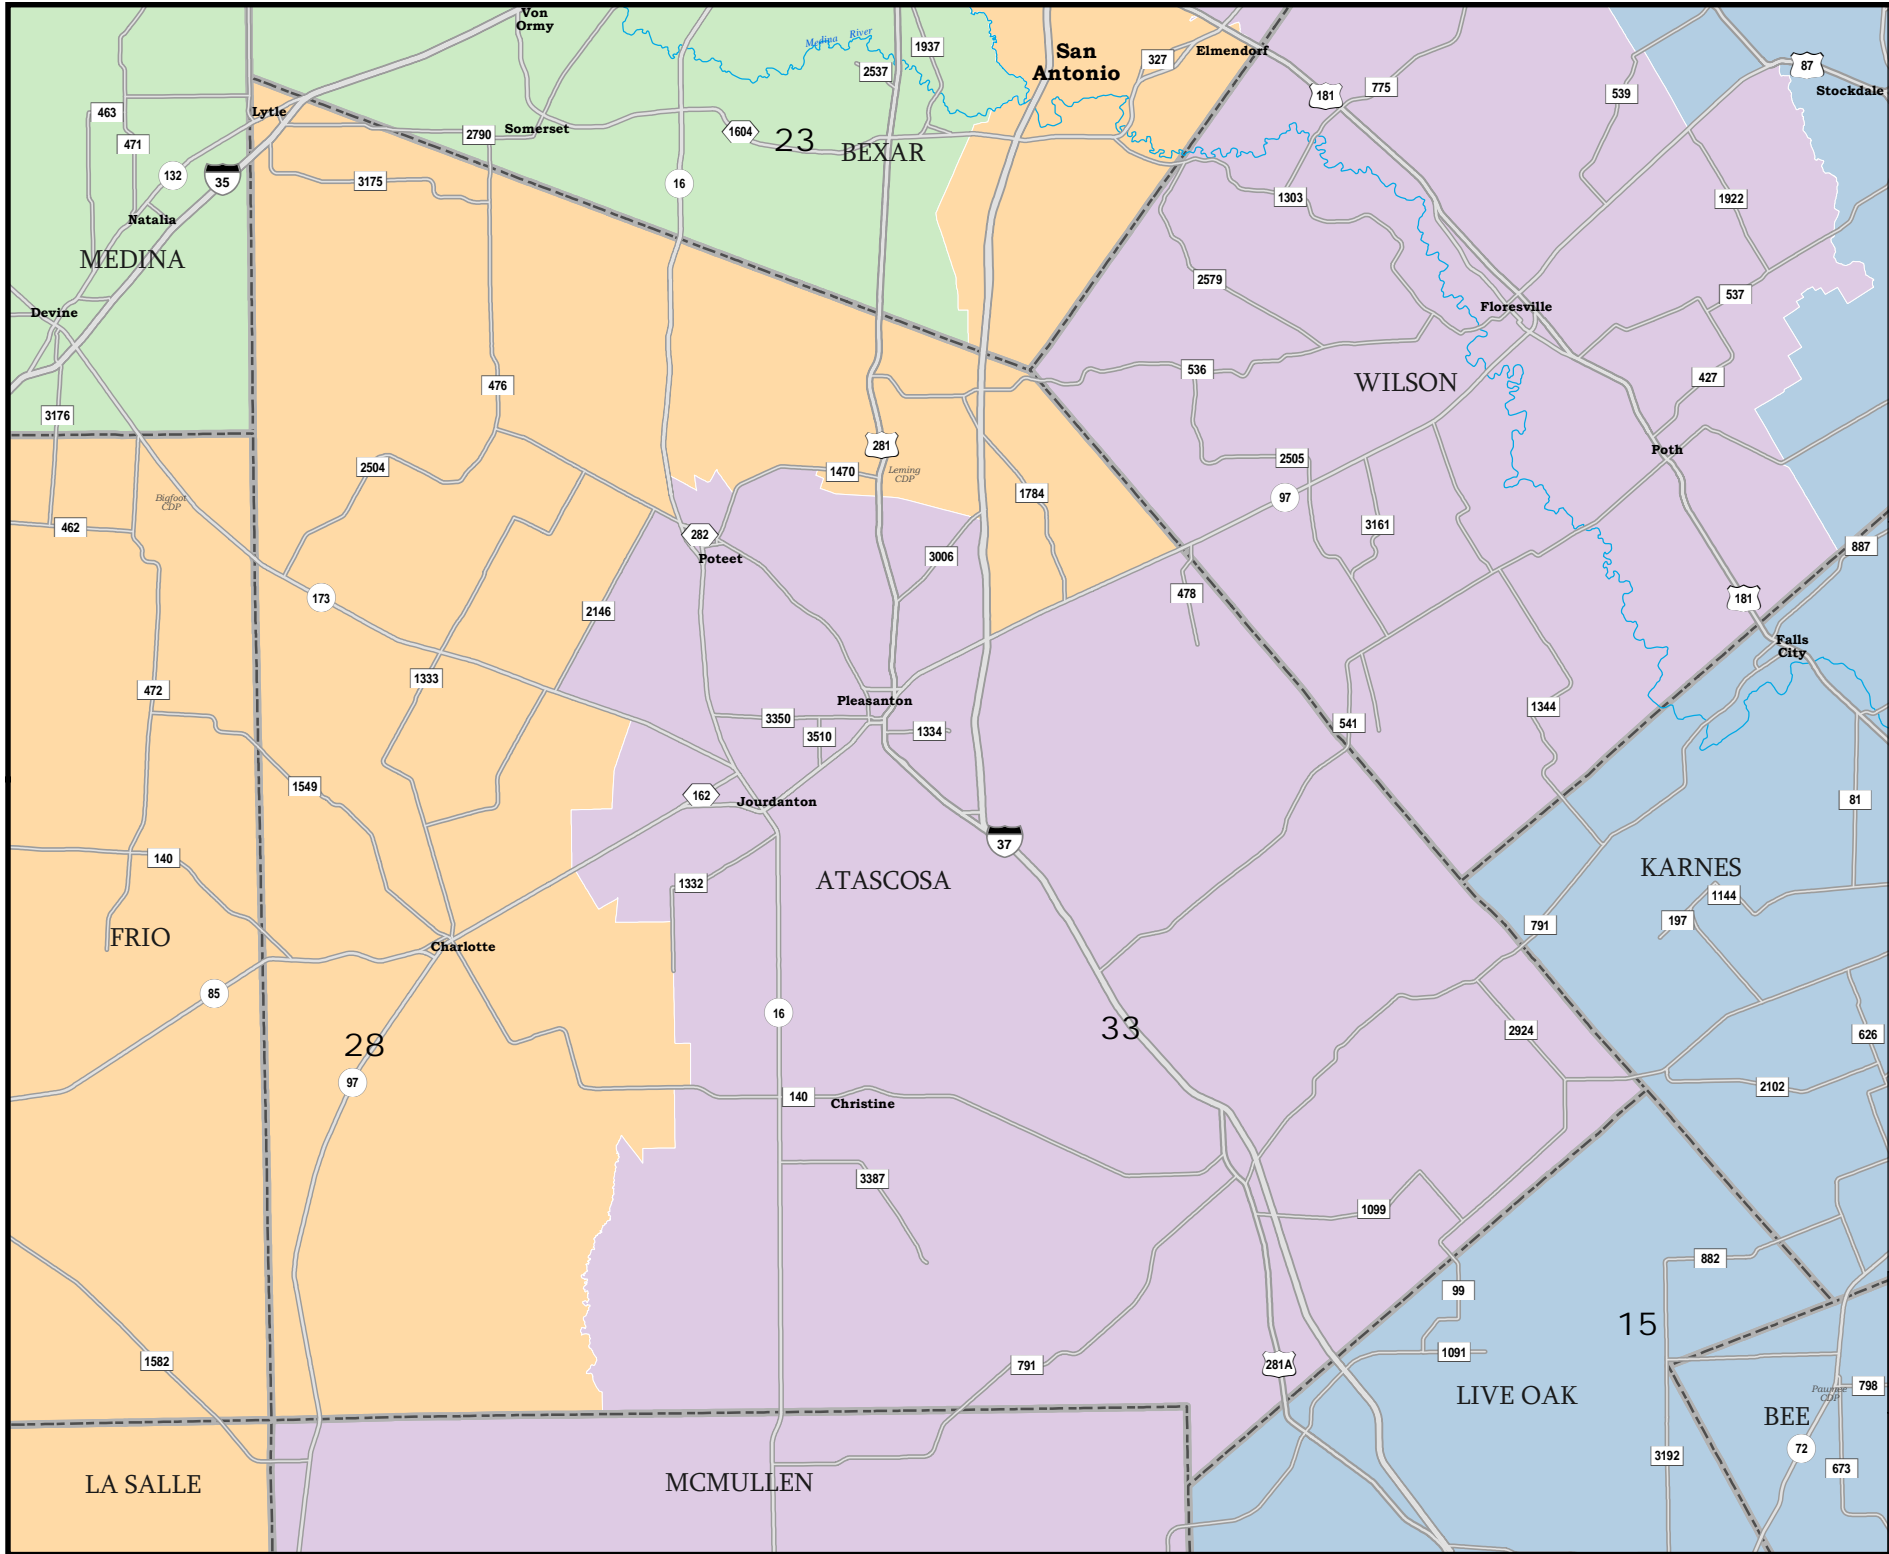 Von
Ormy
Medina River
1937
San
Antonio
327
Elmendorf
87
2537
181
775
539
Stockdale
463
Lytle
471
2790
Somerset
1604
23
BEXAR
132
35
3175
16
1303
1922
Natalia
MEDINA
2579
537
Devine
Floresville
536
WILSON
427
476
3176
281
Leming
CDP
1470
Poth
2504
2505
Bigfoot
CDP
1784
97
462
3161
282
Poteet
3006
887
173
478
181
2146
Falls
City
1333
472
Pleasanton
1344
3350
3510
1334
541
1549
162
Jourdanton
81
37
140
KARNES
1332
ATASCOSA
1144
197
791
FRIO
Charlotte
85
16
28
33
2924
626
97
2102
140
Christine
3387
1099
882
99
15
1582
791
281A
1091
Pawnee
CDP
798
LIVE OAK
BEE
72
3192
673
LA SALLE
MCMULLEN